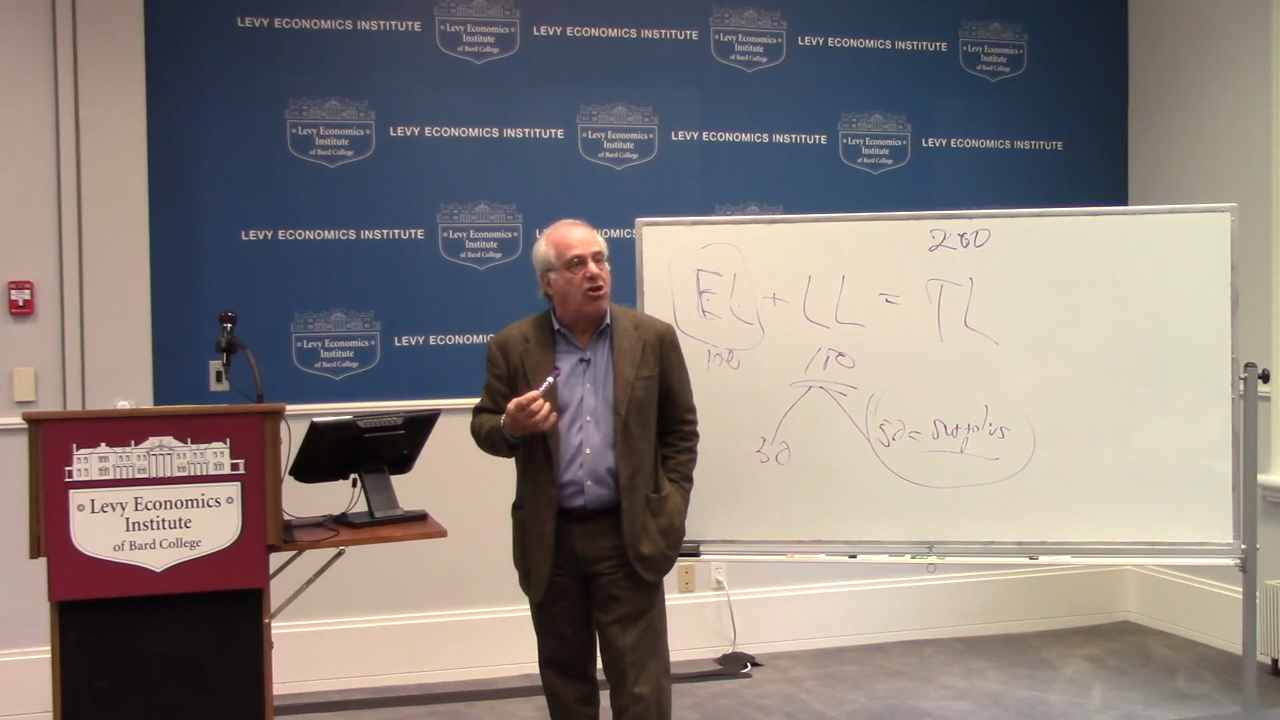 LEVY ECONOMICS INSTITUTE
Levy Economics
Institute
of Bard College
LEVY ECONOMICS INSTITUTE
Levy Economics
Institute
of Bard College
LEVY ECONOMICS INSTITUTE
Levy Economics
Institute
of Bard College
Levy Economics
Institute
of Bard College
LEVY ECONOMICS INSTITUTE
Levy Economics
Institute
of Bard College
LEVY ECONOMICS INSTITUTE
Levy Economics
Institute
of Bard College
LEVY ECONOMICS INSTITUTE
LEVY ECONOMICS INSTITUTE
Levy Economics
Institute
of Bard College
Levy Economics
Institute
of Bard College
200
EL + LL = TL
100
50
50 = surplus
Levy Economics
Institute
of Bard College